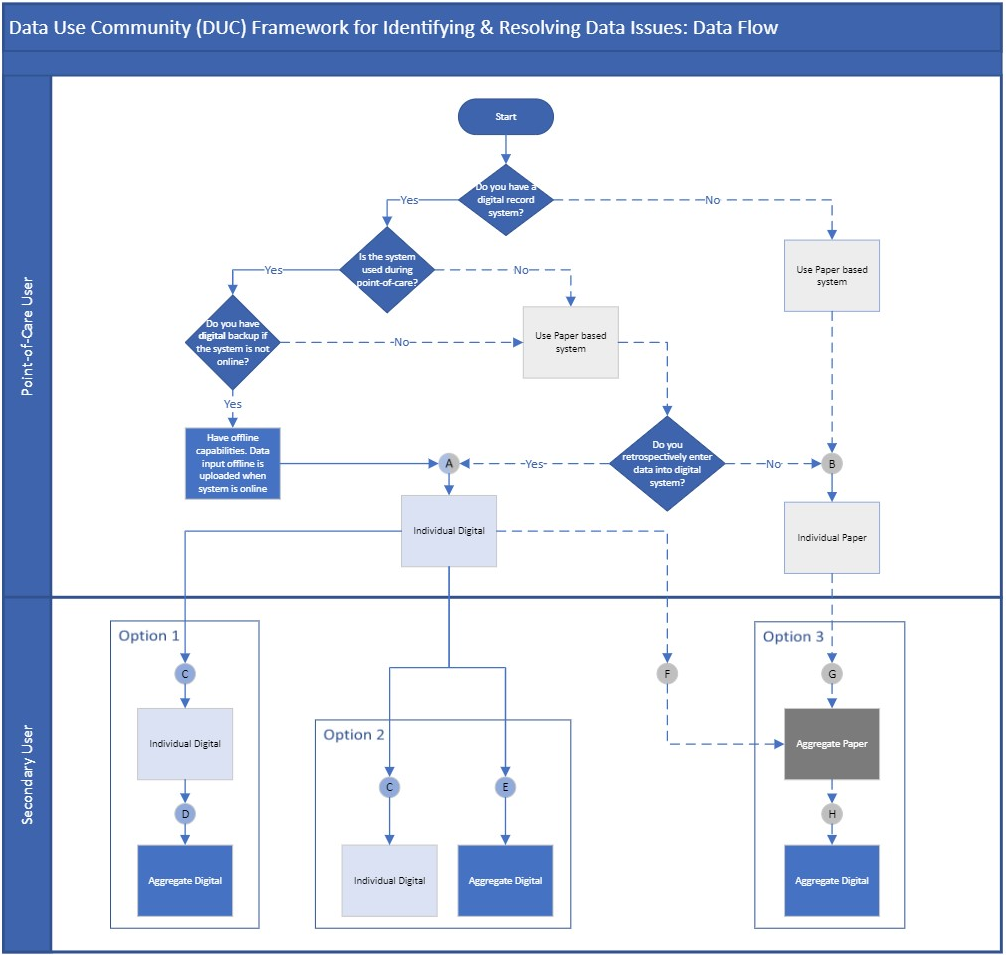 Data Use Community (DUC) Framework for Identifying & Resolving Data Issues: Data Flow
Point-of-Care User
Start
Do you have a
digital record
system?
Yes
No
Is the system
used during
point-of-care?
Use Paper based
system
Yes
No
Do you have
digital backup if
the system is not
online?
No
Use Paper based
system
Yes
Have offline
capabilities. Data
input offline is
uploaded when
system is online
A
Yes
Do you
retrospectively enter
data into digital
system?
No
B
Individual Digital
Individual Paper
Secondary User
Option 1
C
Individual Digital
D
Aggregate Digital
Option 2
C
E
Individual Digital
Aggregate Digital
F
Option 3
G
Aggregate Paper
H
Aggregate Digital